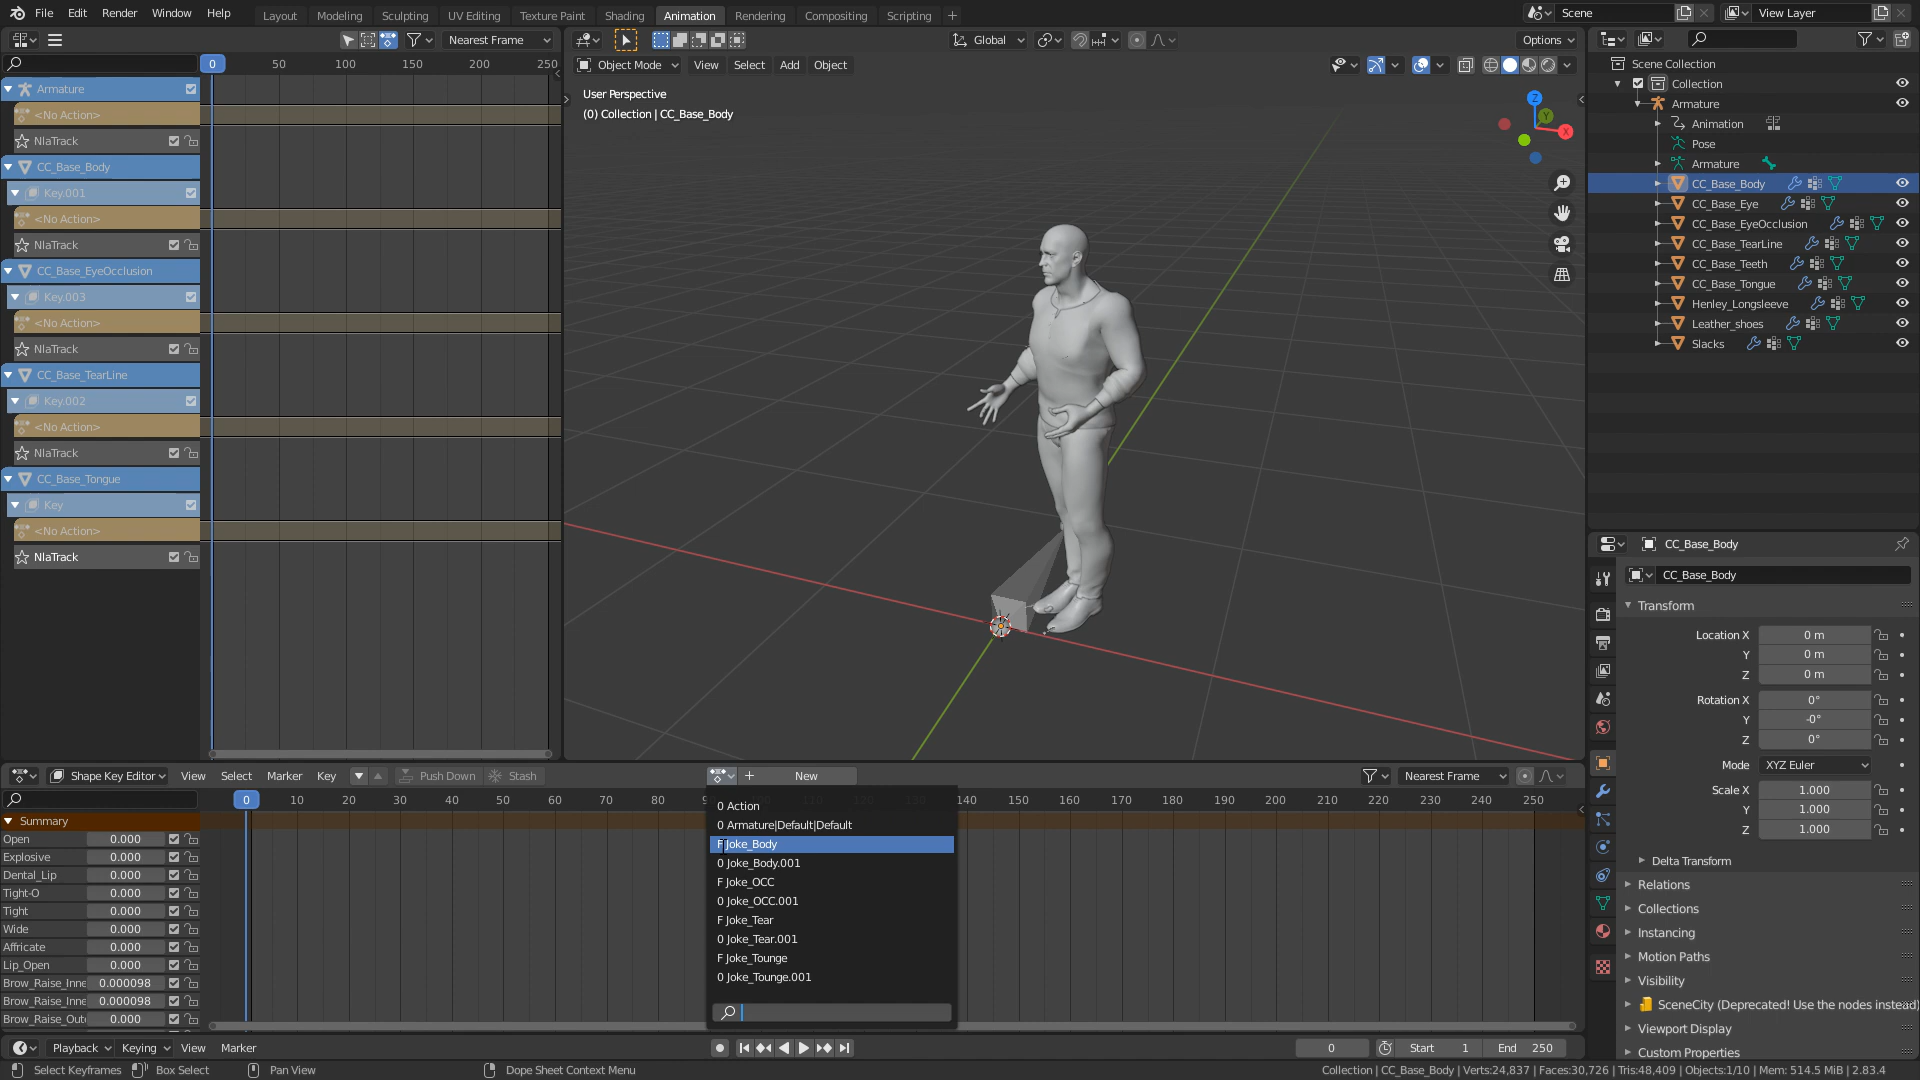 File Edit Render Window Help Layout Modeling Sculpting UV Editing Texture Paint Shading Animation Rendering Compositing Scripting + Scene View Layer
Nearest Frame Global Options
0 50 100 150 200 250
Object Mode View Select Add Object
User Perspective
(0) Collection | CC_Base_Body
Armature
<No Action>
NlaTrack
CC_Base_Body
Key.001
<No Action>
NlaTrack
CC_Base_EyeOcclusion
Key.003
<No Action>
NlaTrack
CC_Base_TearLine
Key.002
<No Action>
NlaTrack
CC_Base_Tongue
Key
<No Action>
NlaTrack
Z
Y
X
Scene Collection
Collection
Armature
Animation
Pose
Armature
CC_Base_Body
CC_Base_Eye
CC_Base_EyeOcclusion
CC_Base_TearLine
CC_Base_Teeth
CC_Base_Tongue
Henley_Longsleeve
Leather_shoes
Slacks
CC_Base_Body
CC_Base_Body
Transform
Location X 0 m
Y 0 m
Z 0 m
Rotation X 0°
Y -0°
Z 0°
Mode XYZ Euler
Scale X 1.000
Y 1.000
Z 1.000
Delta Transform
Relations
Collections
Instancing
Motion Paths
Visibility
SceneCity (Deprecated! Use the nodes instead)
Viewport Display
Custom Properties
Shape Key Editor View Select Marker Key Push Down Stash + New Nearest Frame
0 10 20 30 40 50 60 70 80 140 150 160 170 180 190 200 210 220 230 240 250
Summary
Open 0.000
Explosive 0.000
Dental_Lip 0.000
Tight-O 0.000
Tight 0.000
Wide 0.000
Affricate 0.000
Lip_Open 0.000
Brow_Raise_Inne 0.000098
Brow_Raise_Inne 0.000098
Brow_Raise_Oute 0.000
0 Action
0 Armature|Default|Default
F Joke_Body
0 Joke_Body.001
F Joke_OCC
0 Joke_OCC.001
F Joke_Tear
0 Joke_Tear.001
F Joke_Tounge
0 Joke_Tounge.001
Playback Keying View Marker 0 Start 1 End 250
Select Keyframes Box Select Pan View Dope Sheet Context Menu Collection | CC_Base_Body | Verts:24,837 | Faces:30,726 | Tris:48,409 | Objects:1/10 | Mem: 514.5 MiB | 2.83.4